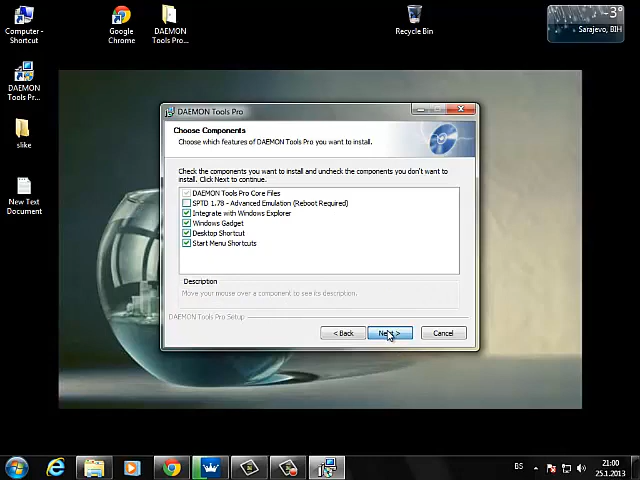 Computer -
Shortcut
Google
Chrome
DAEMON
Tools Pro...
Recycle Bin
-3°
Sarajevo, BIH
DAEMON
Tools Pr...
slike
New Text
Document
DAEMON Tools Pro
Choose Components
Choose which features of DAEMON Tools Pro you want to install.
Check the components you want to install and uncheck the components you don't want to
install. Click Next to continue.
DAEMON Tools Pro Core Files
SPTD 1.78 - Advanced Emulation (Reboot Required)
Integrate with Windows Explorer
Windows Gadget
Desktop Shortcut
Start Menu Shortcuts
Description
Move your mouse over a component to see its description.
DAEMON Tools Pro Setup
< Back
Next >
Cancel
BS
21:00
25.1.2013